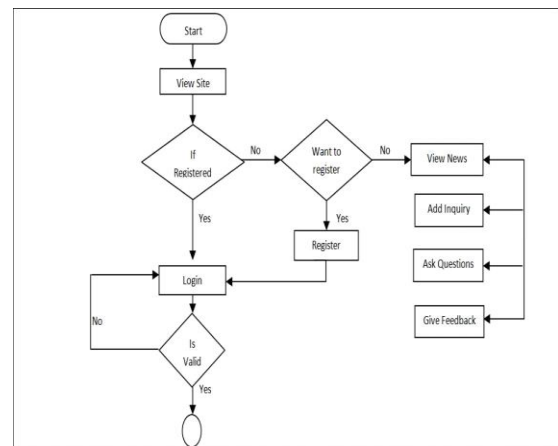 Start
View Site
If
Registered
No
Want to
register
No
View News
Yes
Yes
Add Inquiry
Register
Ask Questions
Login
Give Feedback
No
Is
Valid
Yes